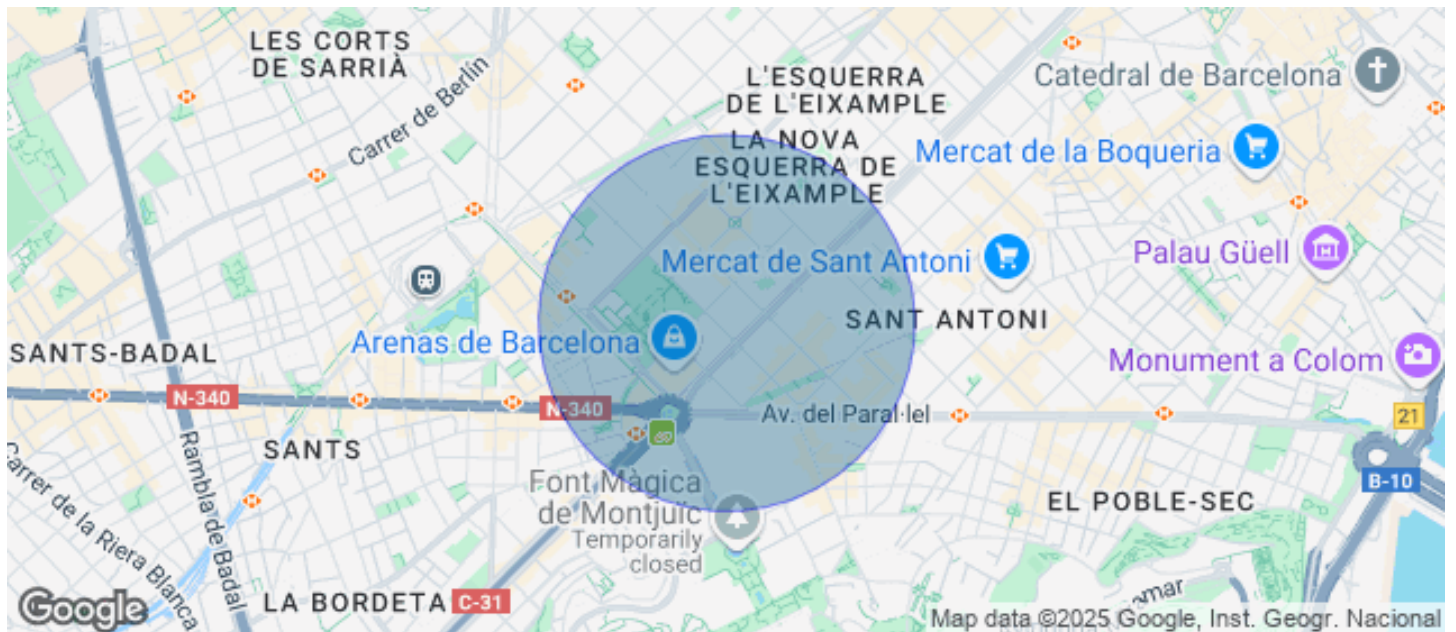 LES CORTS
DE SARRIÀ
Carrer de Berlín
L'ESQUERRA
DE L'EIXAMPLE
Catedral de Barcelona
LA NOVA
ESQUERRA DE
L'EIXAMPLE
Mercat de la Boqueria
Palau Güell
Mercat de Sant Antoni
SANT ANTONI
Arenas de Barcelona
SANTS-BADAL
Monument a Colom
N-340
N-340
Av. del Paral·lel
21
SANTS
Rambla de Badal
B-10
Font Màgica
de Montjuïc
Temporarily
closed
EL POBLE-SEC
Carrer de la Riera Blanca
LA BORDETA
C-31
Google
Map data ©2025 Google, Inst. Geogr. Nacional